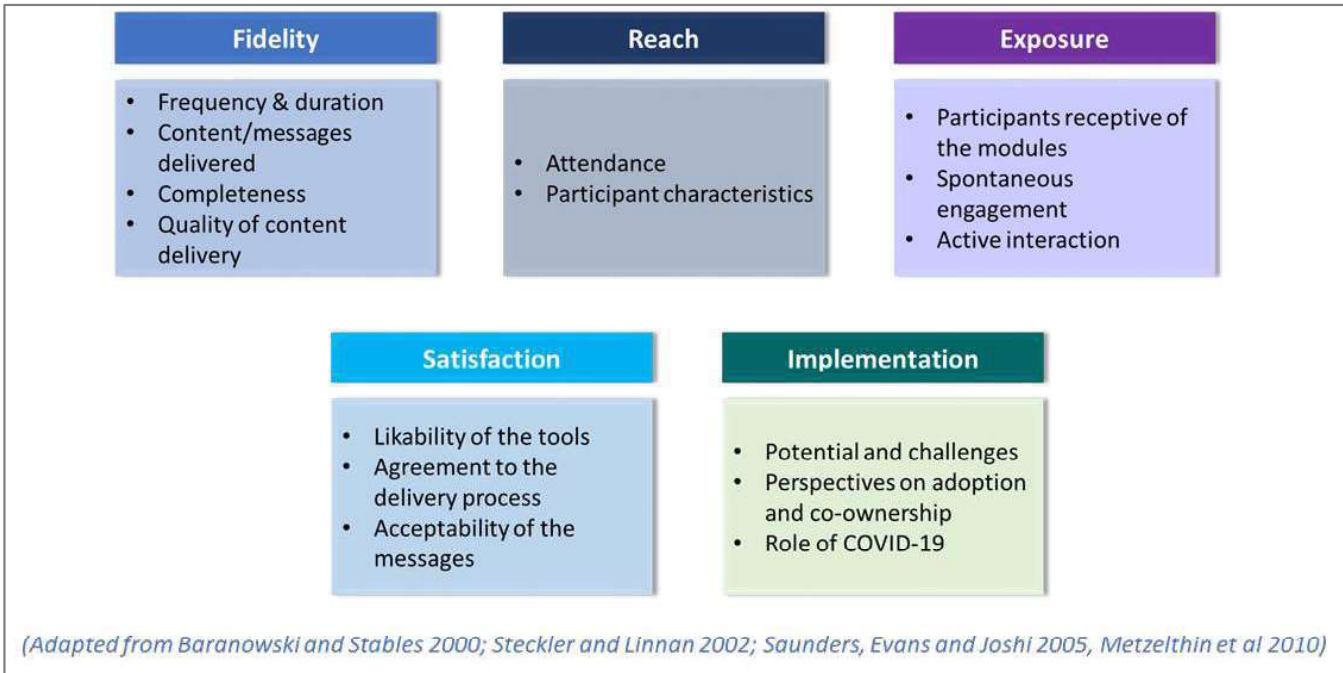 Fidelity
• Frequency & duration
• Content/messages
delivered
• Completeness
• Quality of content
delivery
Reach
• Attendance
• Participant characteristics
Exposure
• Participants receptive of
the modules
• Spontaneous
engagement
• Active interaction
Satisfaction
• Likability of the tools
• Agreement to the
delivery process
• Acceptability of the
messages
Implementation
• Potential and challenges
• Perspectives on adoption
and co-ownership
• Role of COVID-19
(Adapted from Baranowski and Stables 2000; Steckler and Linnan 2002; Saunders, Evans and Joshi 2005, Metzelthin et al 2010)